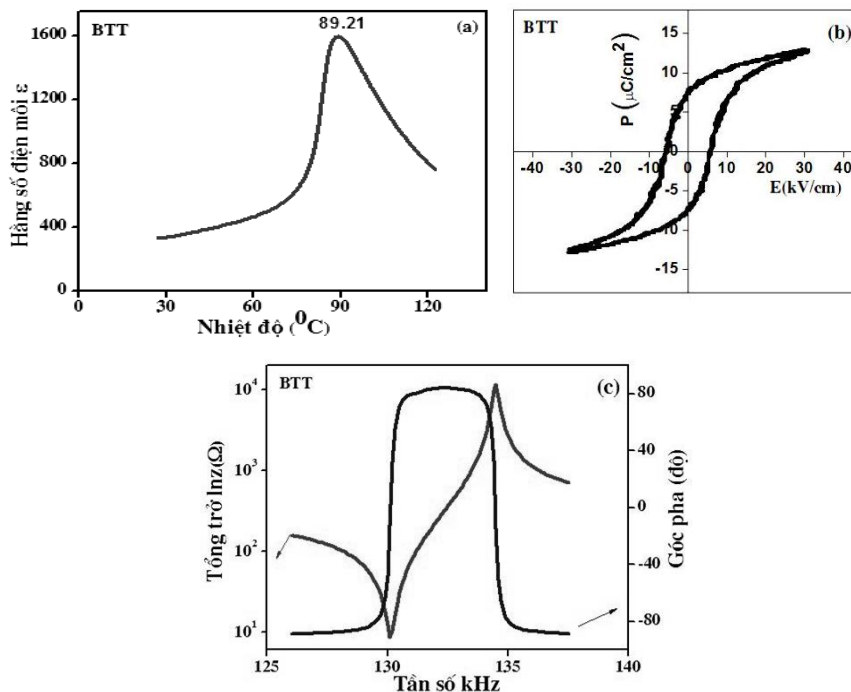 BTT
89.21
(a)
1600
1200
800
400
0
Hằng số điện môi ε
30
60
90
120
Nhiệt độ (⁰C)
BTT
(b)
P (μC/cm²)
15
10
5
0
-5
-10
-15
-40 -30 -20 -10 0 10 20 30 40
E(kV/cm)
BTT
(c)
Tổng trở lnz(Ω)
10⁴
10³
10²
10¹
80
40
0
-40
-80
Góc pha (độ)
125 130 135 140
Tần số kHz